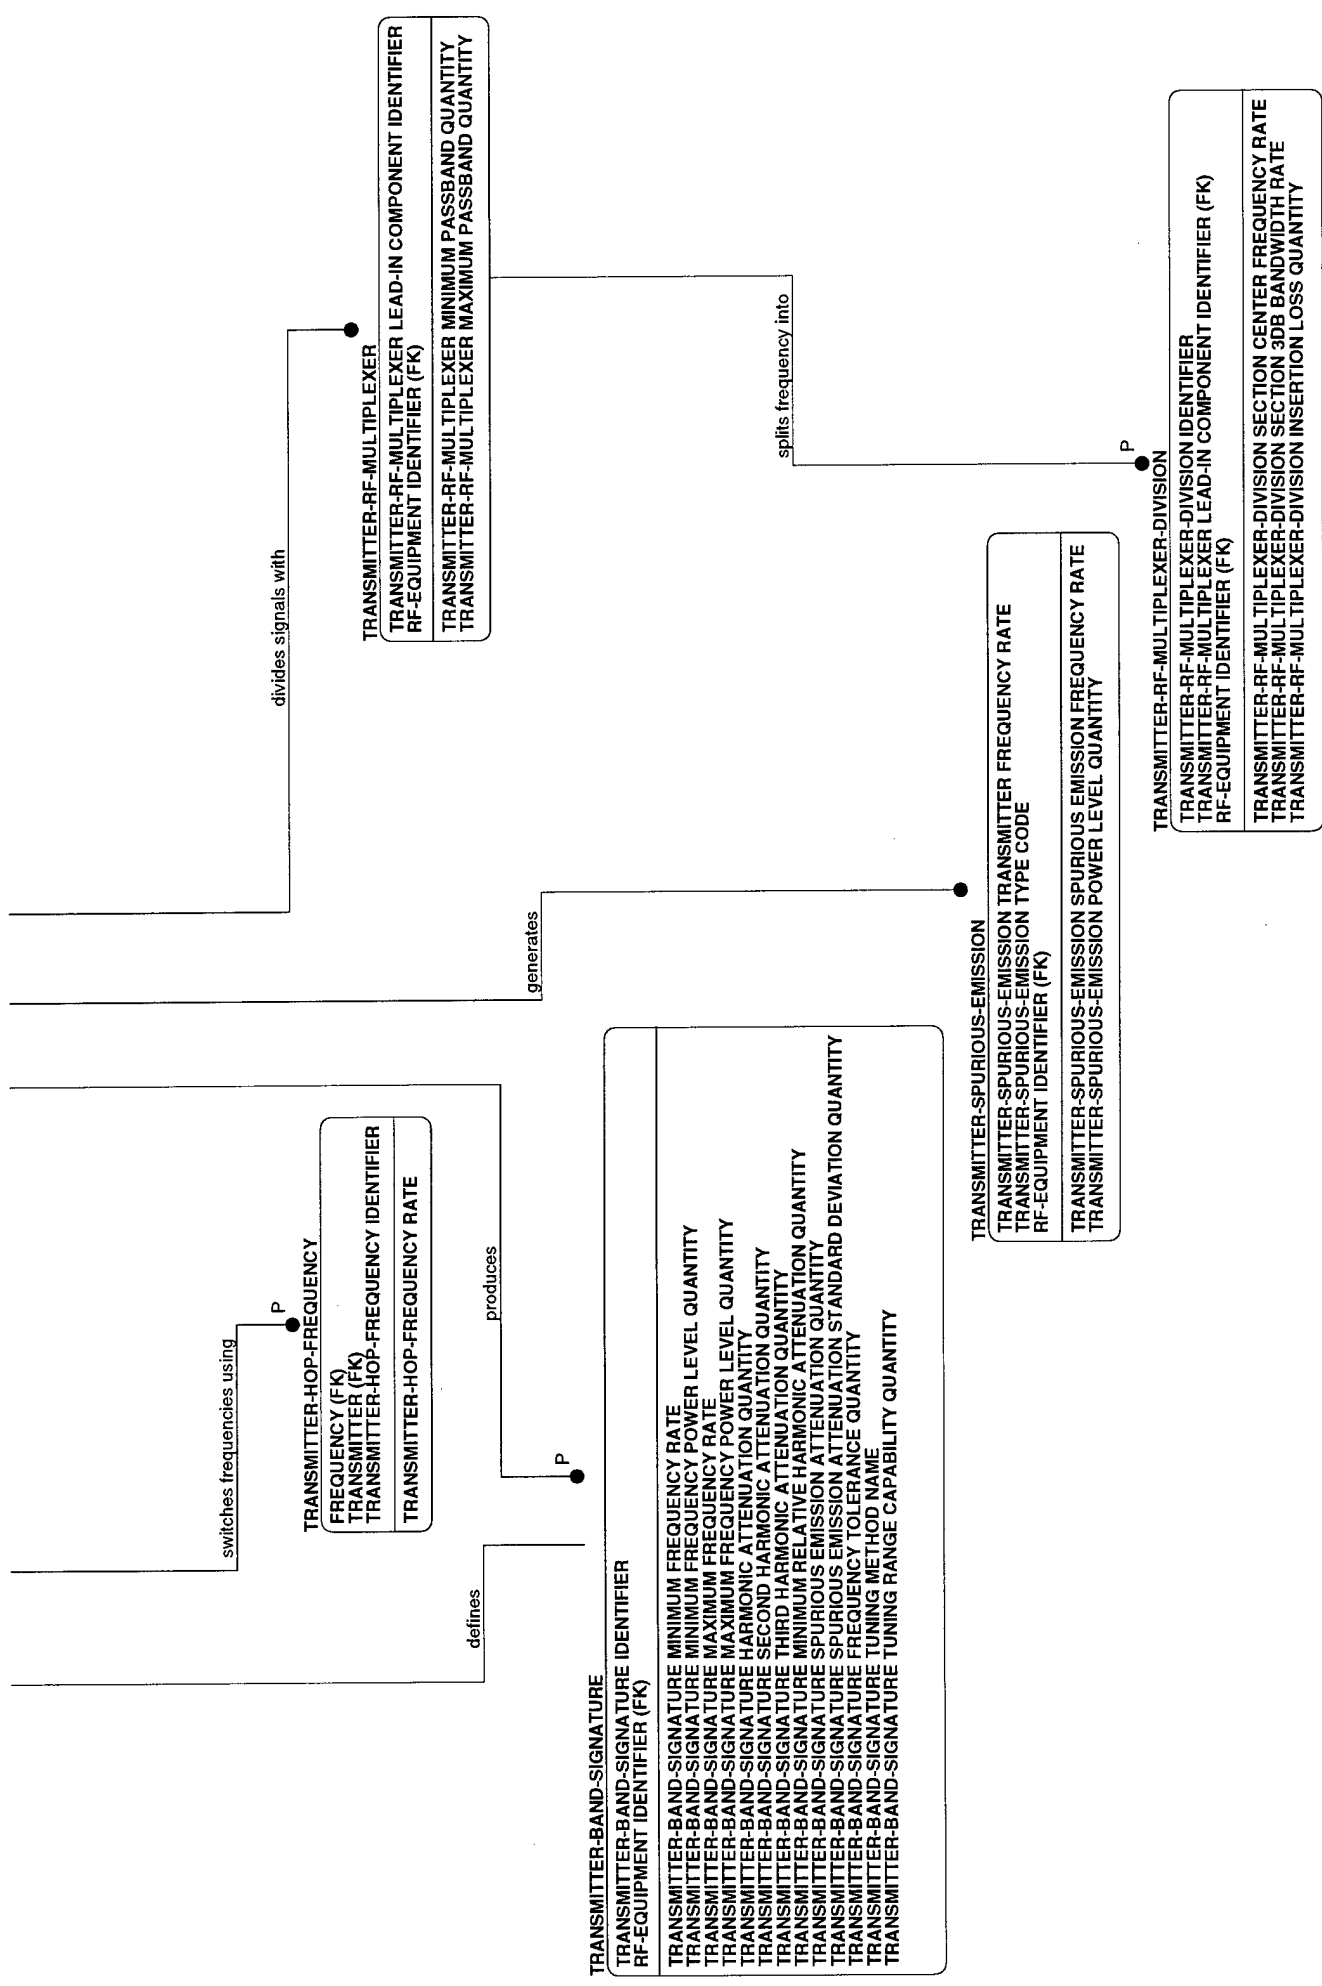 divides signals with
TRANSMITTER-RF-MULTIPLEXER
TRANSMITTER-RF-MULTIPLEXER LEAD-IN COMPONENT IDENTIFIER
RF-EQUIPMENT IDENTIFIER (FK)
TRANSMITTER-RF-MULTIPLEXER MINIMUM PASSBAND QUANTITY
TRANSMITTER-RF-MULTIPLEXER MAXIMUM PASSBAND QUANTITY
splits frequency into
P
TRANSMITTER-RF-MULTIPLEXER-DIVISION
TRANSMITTER-RF-MULTIPLEXER-DIVISION IDENTIFIER
TRANSMITTER-RF-MULTIPLEXER LEAD-IN COMPONENT IDENTIFIER (FK)
RF-EQUIPMENT IDENTIFIER (FK)
TRANSMITTER-RF-MULTIPLEXER-DIVISION SECTION CENTER FREQUENCY RATE
TRANSMITTER-RF-MULTIPLEXER-DIVISION SECTION 3DB BANDWIDTH RATE
TRANSMITTER-RF-MULTIPLEXER-DIVISION INSERTION LOSS QUANTITY
generates
TRANSMITTER-SPURIOUS-EMISSION
TRANSMITTER-SPURIOUS-EMISSION TRANSMITTER FREQUENCY RATE
TRANSMITTER-SPURIOUS-EMISSION TYPE CODE
RF-EQUIPMENT IDENTIFIER (FK)
TRANSMITTER-SPURIOUS-EMISSION SPURIOUS EMISSION FREQUENCY RATE
TRANSMITTER-SPURIOUS-EMISSION POWER LEVEL QUANTITY
switches frequencies using
P
TRANSMITTER-HOP-FREQUENCY
FREQUENCY (FK)
TRANSMITTER (FK)
TRANSMITTER-HOP-FREQUENCY IDENTIFIER
TRANSMITTER-HOP-FREQUENCY RATE
produces
P
defines
TRANSMITTER-BAND-SIGNATURE
TRANSMITTER-BAND-SIGNATURE IDENTIFIER
RF-EQUIPMENT IDENTIFIER (FK)
TRANSMITTER-BAND-SIGNATURE MINIMUM FREQUENCY RATE
TRANSMITTER-BAND-SIGNATURE MINIMUM FREQUENCY POWER LEVEL QUANTITY
TRANSMITTER-BAND-SIGNATURE MAXIMUM FREQUENCY RATE
TRANSMITTER-BAND-SIGNATURE MAXIMUM FREQUENCY POWER LEVEL QUANTITY
TRANSMITTER-BAND-SIGNATURE HARMONIC ATTENUATION QUANTITY
TRANSMITTER-BAND-SIGNATURE SECOND HARMONIC ATTENUATION QUANTITY
TRANSMITTER-BAND-SIGNATURE THIRD HARMONIC ATTENUATION QUANTITY
TRANSMITTER-BAND-SIGNATURE MINIMUM RELATIVE HARMONIC ATTENUATION QUANTITY
TRANSMITTER-BAND-SIGNATURE SPURIOUS EMISSION ATTENUATION QUANTITY
TRANSMITTER-BAND-SIGNATURE SPURIOUS EMISSION ATTENUATION STANDARD DEVIATION QUANTITY
TRANSMITTER-BAND-SIGNATURE FREQUENCY TOLERANCE QUANTITY
TRANSMITTER-BAND-SIGNATURE TUNING METHOD NAME
TRANSMITTER-BAND-SIGNATURE TUNING RANGE CAPABILITY QUANTITY